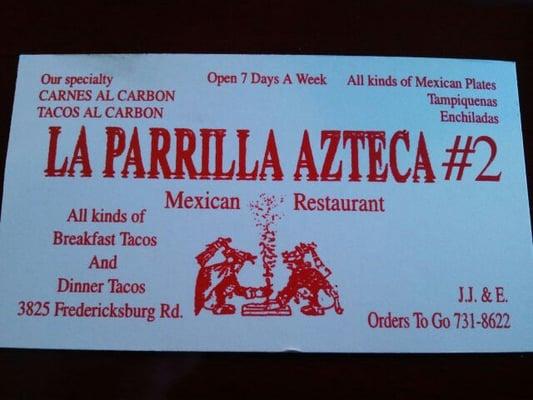 Our specialty
CARNES AL CARBON
TACOS AL CARBON
Open 7 Days A Week
All kinds of Mexican Plates
Tampiquenas
Enchiladas
LA PARRILLA AZTECA #2
Mexican Restaurant
All kinds of
Breakfast Tacos
And
Dinner Tacos
3825 Fredericksburg Rd.
J.J. & E.
Orders To Go 731-8622